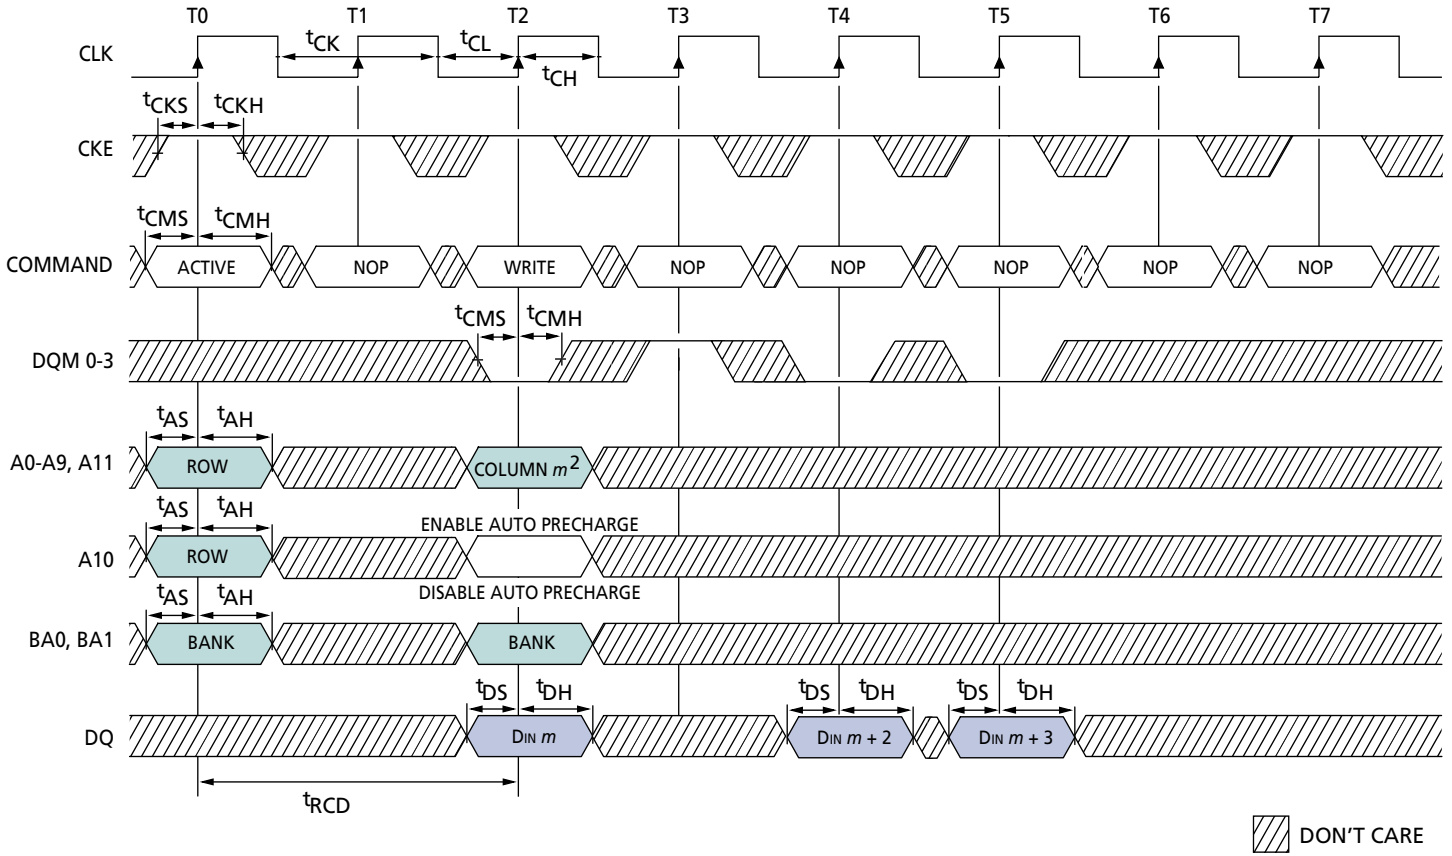 T0 T1 T2 T3 T4 T5 T6 T7
CLK
tCK tCL
tCH
tCKS tCKH
CKE
tCMS tCMH
COMMAND ACTIVE NOP WRITE NOP NOP NOP NOP NOP
tCMS tCMH
DQM 0-3
tAS tAH
A0-A9, A11 ROW COLUMN m2
tAS tAH
ENABLE AUTO PRECHARGE
A10 ROW
DISABLE AUTO PRECHARGE
tAS tAH
BA0, BA1 BANK BANK
tDS tDH tDS tDH tDS tDH
DQ DIN m DIN m + 2 DIN m + 3
tRCD
DON'T CARE